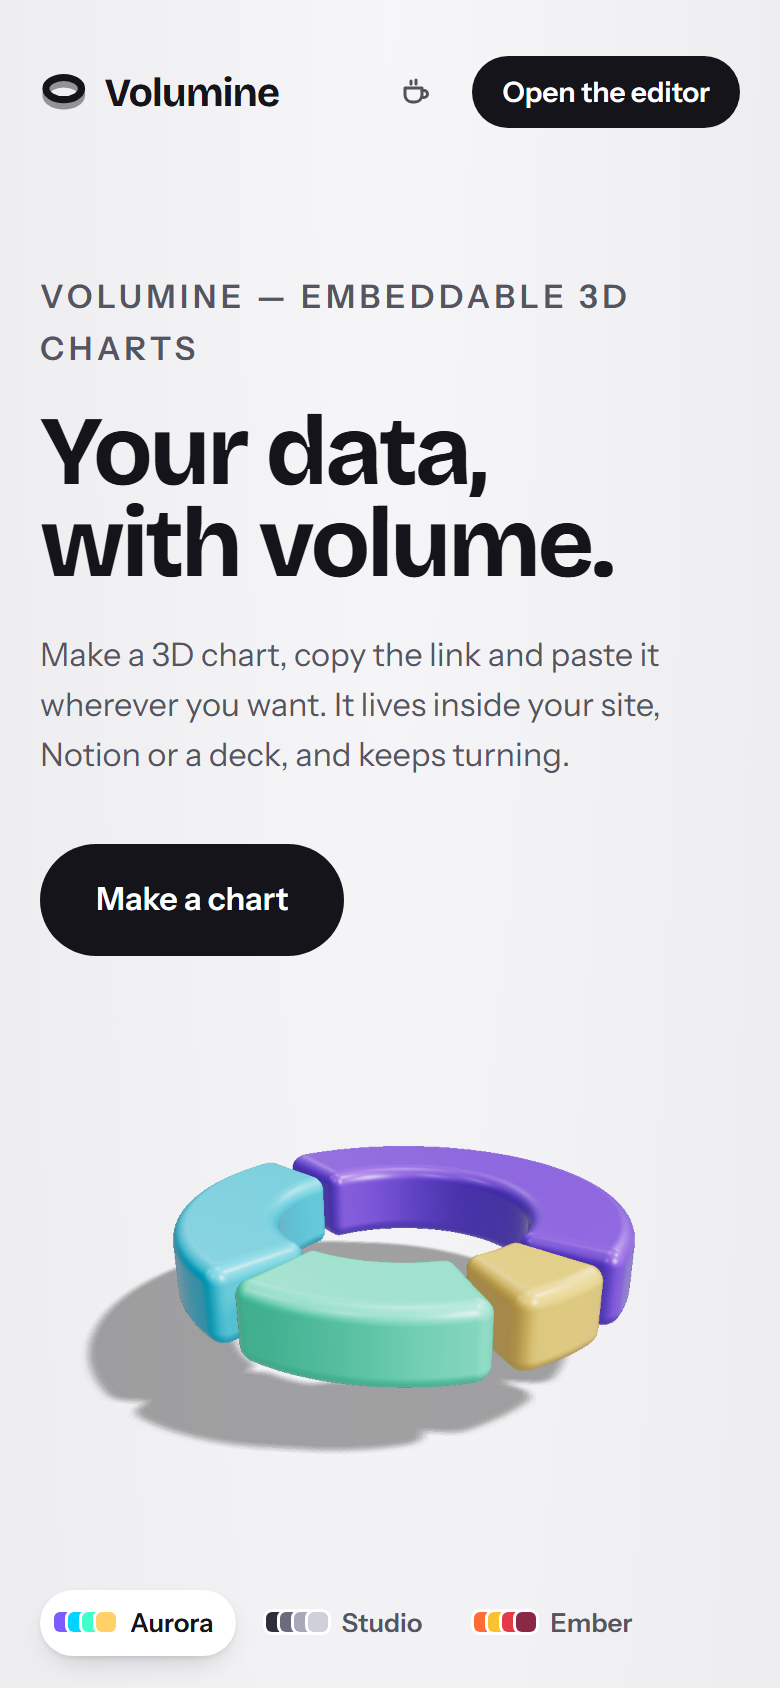 Volumine
Open the editor
VOLUMINE — EMBEDDABLE 3D
CHARTS
Your data,
with volume.
Make a 3D chart, copy the link and paste it
wherever you want. It lives inside your site,
Notion or a deck, and keeps turning.
Make a chart
Aurora
Studio
Ember